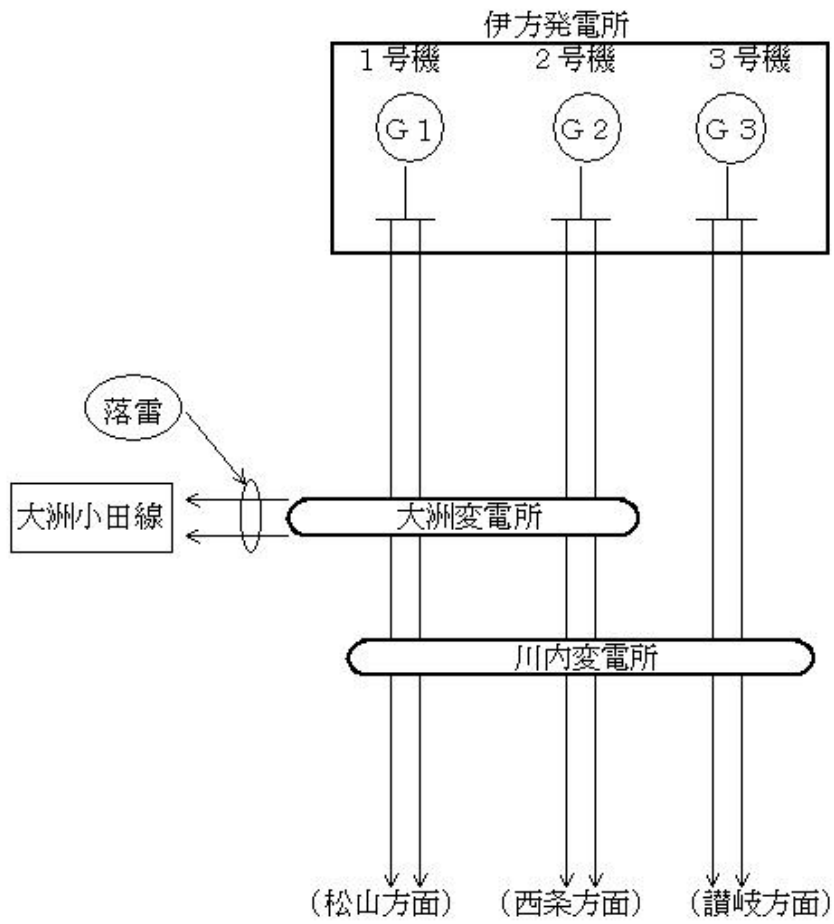 伊方発電所
１号機 ２号機 ３号機
Ｇ１ Ｇ２ Ｇ３
落雷
大洲小田線
大洲変電所
川内変電所
(松山方面) (西条方面) (讃岐方面)